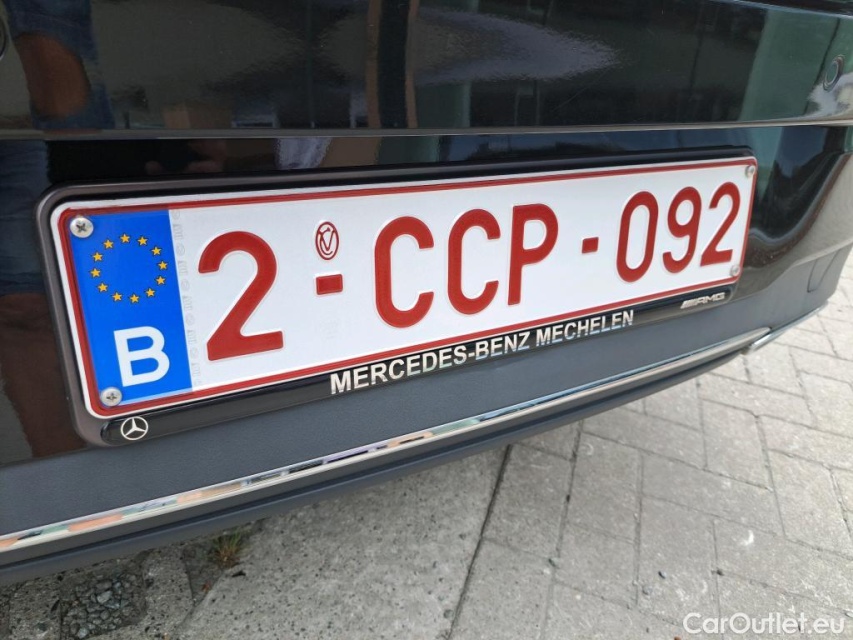 B 2-CCP-092
MERCEDES-BENZ MECHELEN AMG
CarOutlet.eu